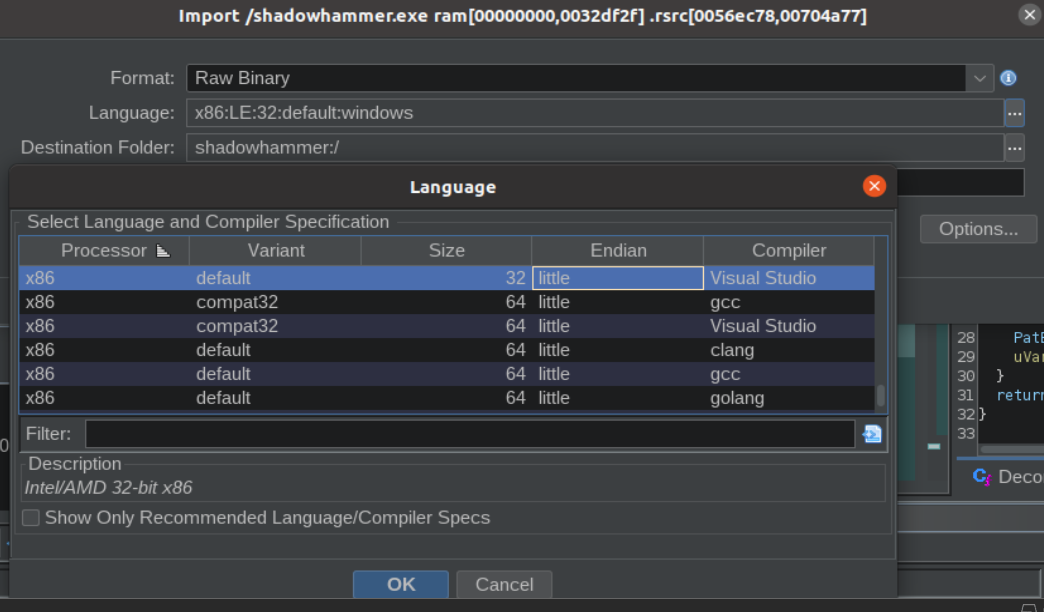 Import /shadowhammer.exe ram[00000000,0032df2f] .rsrc[0056ec78,00704a77]
Format: Raw Binary
Language: x86:LE:32:default:windows ...
Destination Folder: shadowhammer:/ ...
Language
Select Language and Compiler Specification
Options...
Processor Variant Size Endian Compiler
x86 default 32 little Visual Studio
x86 compat32 64 little gcc
x86 compat32 64 little Visual Studio
x86 default 64 little clang
x86 default 64 little gcc
x86 default 64 little golang
Filter:
Description
Intel/AMD 32-bit x86
Show Only Recommended Language/Compiler Specs
OK Cancel
28 
29 
30 }
31 return
32 }
33